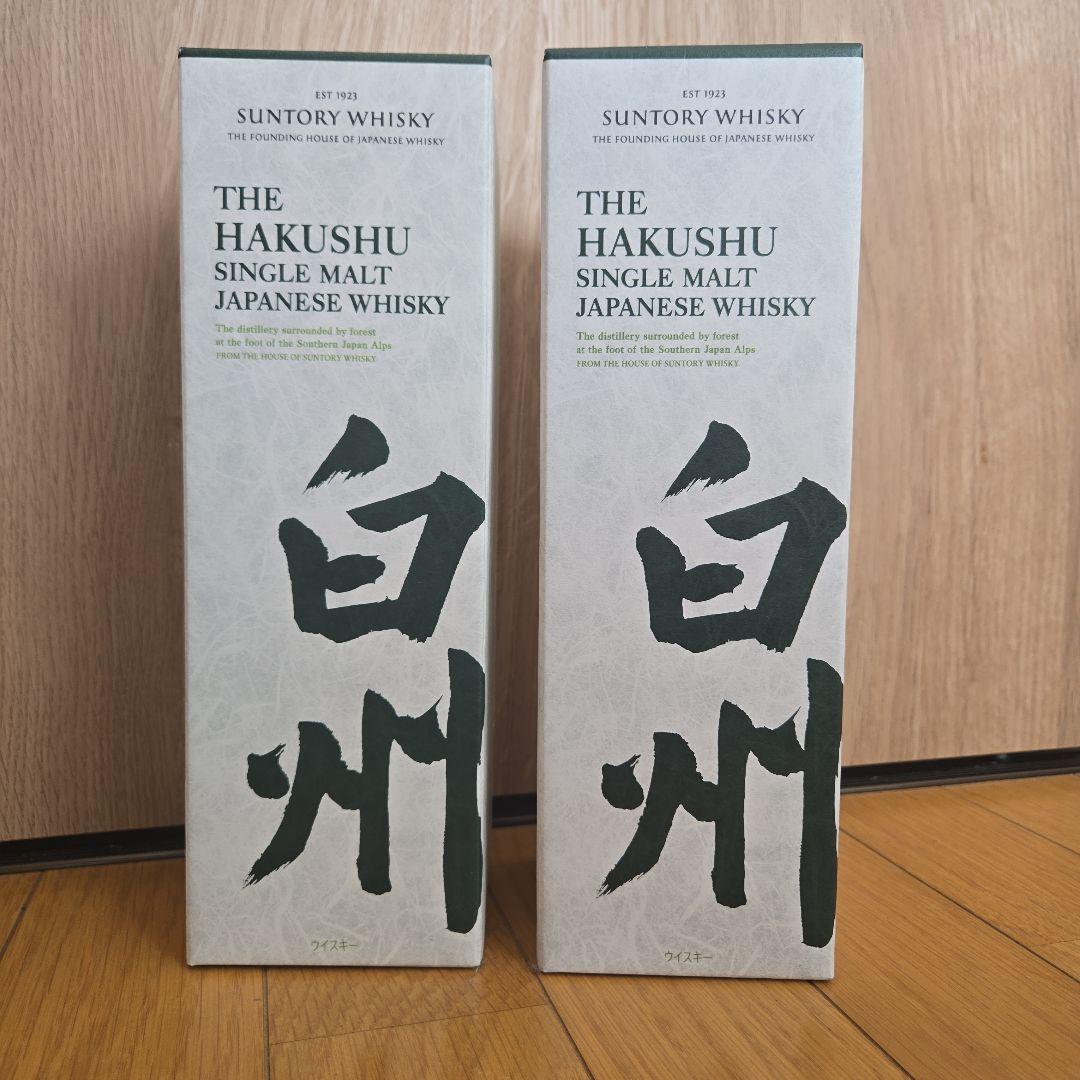 EST 1923
SUNTORY WHISKY
THE FOUNDING HOUSE OF JAPANESE WHISKY
THE
HAKUSHU
SINGLE MALT
JAPANESE WHISKY
The distillery surrounded by forest
at the foot of the Southern Japan Alps
FROM THE HOUSE OF SUNTORY WHISKY
白州
ウイスキー
EST 1923
SUNTORY WHISKY
THE FOUNDING HOUSE OF JAPANESE WHISKY
THE
HAKUSHU
SINGLE MALT
JAPANESE WHISKY
The distillery surrounded by forest
at the foot of the Southern Japan Alps
FROM THE HOUSE OF SUNTORY WHISKY
白州
ウイスキー